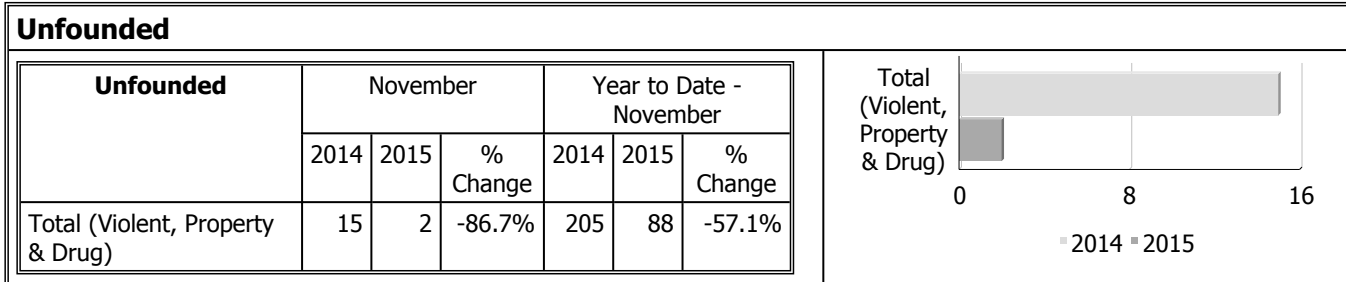 Unfounded
Unfounded November Year to Date -
November
2014 2015 % 2014 2015 %
Change Change
Total (Violent, Property 15 2 -86.7% 205 88 -57.1%
& Drug)
Total
(Violent,
Property
& Drug)
0 8 16
2014 2015